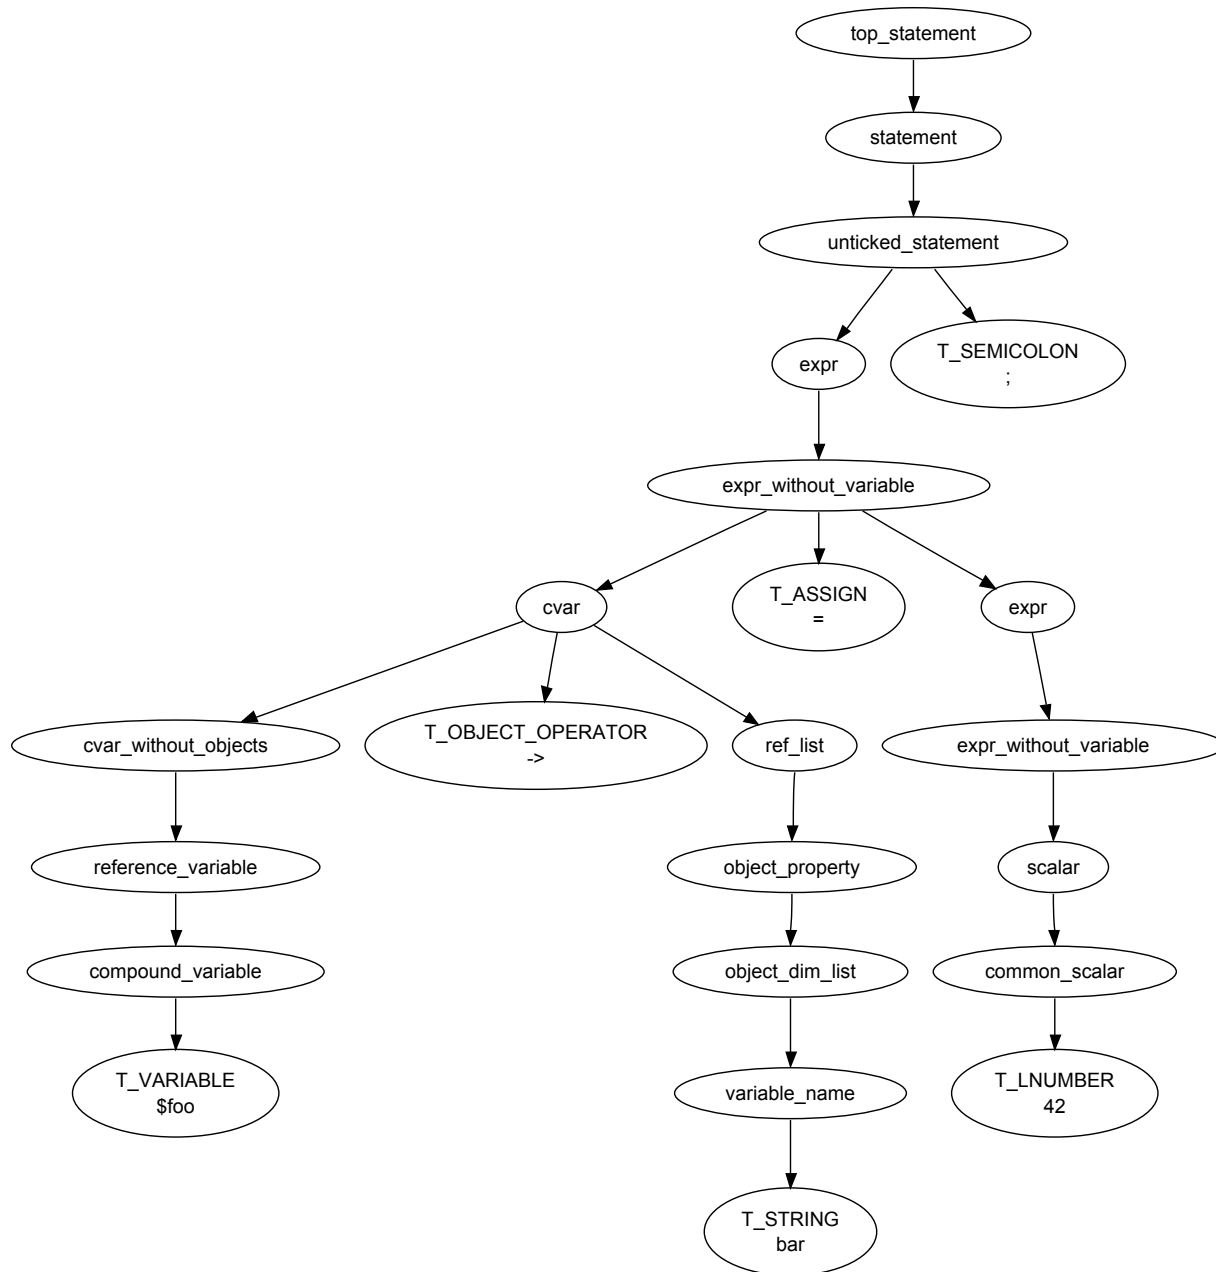 top_statement
statement
unticked_statement
expr
T_SEMICOLON
;
expr_without_variable
cvar
T_ASSIGN
=
expr
cvar_without_objects
T_OBJECT_OPERATOR
->
ref_list
expr_without_variable
reference_variable
object_property
scalar
compound_variable
object_dim_list
common_scalar
T_VARIABLE
$foo
variable_name
T_LNUMBER
42
T_STRING
bar